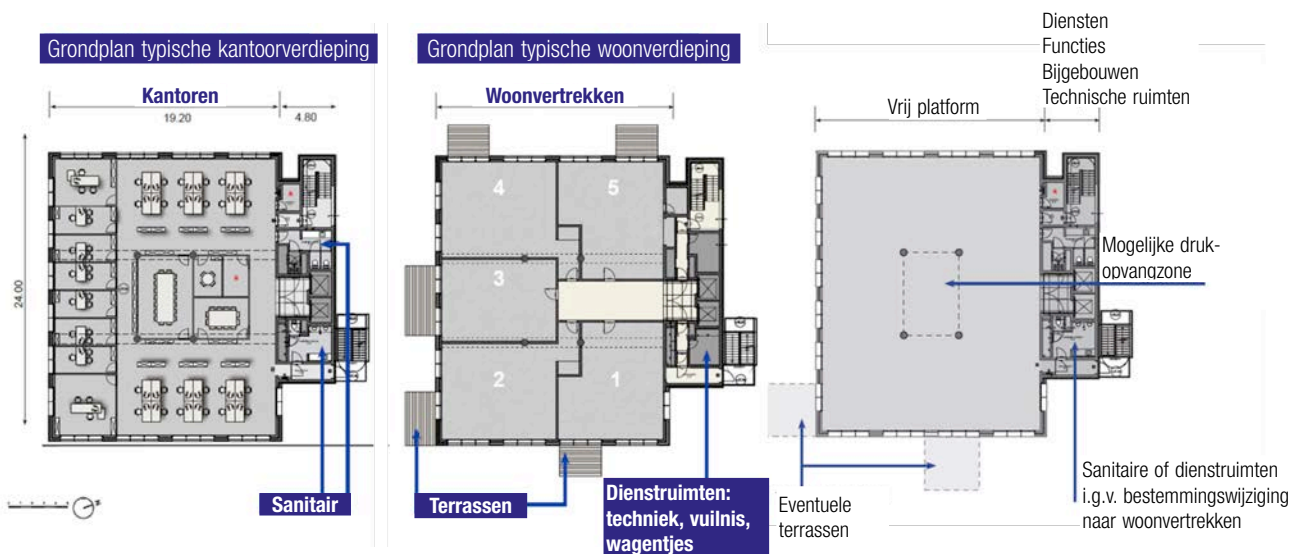 Grondplan typische kantoorverdieping
Kantoren
19.20
4.80
24.00
Sanitair
Grondplan typische woonverdieping
Woonvertrekken
4
5
3
2
1
Terrassen
Dienstruimten:
techniek, vuilnis,
wagentjes
Diensten
Functies
Bijgebouwen
Technische ruimten
Vrij platform
Mogelijke druk-
opvangzone
Eventuele
terrassen
Sanitaire of dienstruimten
i.g.v. bestemmingswijziging
naar woonvertrekken